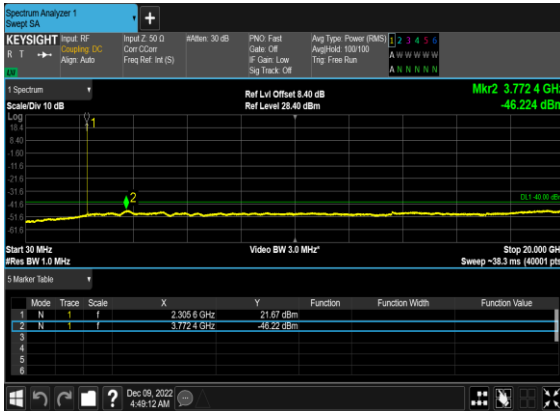 Spectrum Analyzer 1
Swept SA
+
KEYSIGHT Input: RF Input Z: 50 Ω #Atten: 30 dB PNO: Fast Avg Type: Power (RMS) 1 2 3 4 5 6
R T Coupling: DC Corr CCorr Gate: Off Avg|Hold: 100/100 A W W W W W
Align: Auto Freq Ref: Int (S) IF Gain: Low Trig: Free Run
Sig Track: Off A N N N N N
1 Spectrum Ref Lvl Offset 8.40 dB Mkr2 3.772 4 GHz
Scale/Div 10 dB Ref Level 28.40 dBm -46.224 dBm
Log
18.4
8.40
-1.60
-11.6
-21.6
-31.6
-41.6
-51.6
-61.6
1
2
DL1 -40.00 dBm
Start 30 MHz Video BW 3.0 MHz* Stop 20.000 GHz
#Res BW 1.0 MHz Sweep ~38.3 ms (40001 pts)
5 Marker Table
Mode Trace Scale X Y Function Function Width Function Value
1 N 1 f 2.305 6 GHz 21.67 dBm
2 N 1 f 3.772 4 GHz -46.22 dBm
3
4
5
6
? Dec 09, 2022
4:49:12 AM